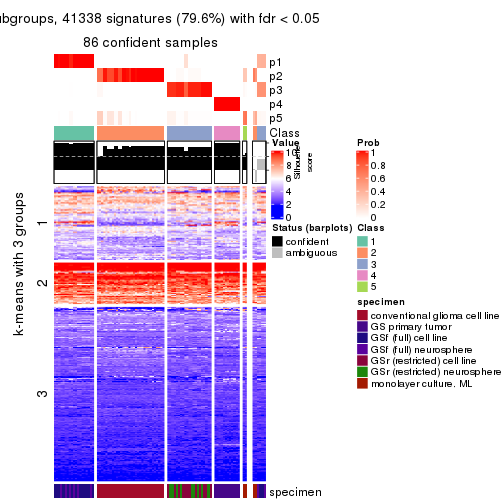 ubgroups, 41338 signatures (79.6%) with fdr < 0.05
86 confident samples
p1
p2
p3
p4
p5
Class
Silhouette score
k-means with 3 groups
1
2
3
Value
10
8
6
4
2
0
Prob
1
0.8
0.6
0.4
0.2
0
Status (barplots)
confident
ambiguous
Class
1
2
3
4
5
specimen
conventional glioma cell line
GS primary tumor
GSf (full) cell line
GSf (full) neurosphere
GSr (restricted) cell line
GSr (restricted) neurosphere
monolayer culture. ML
specimen